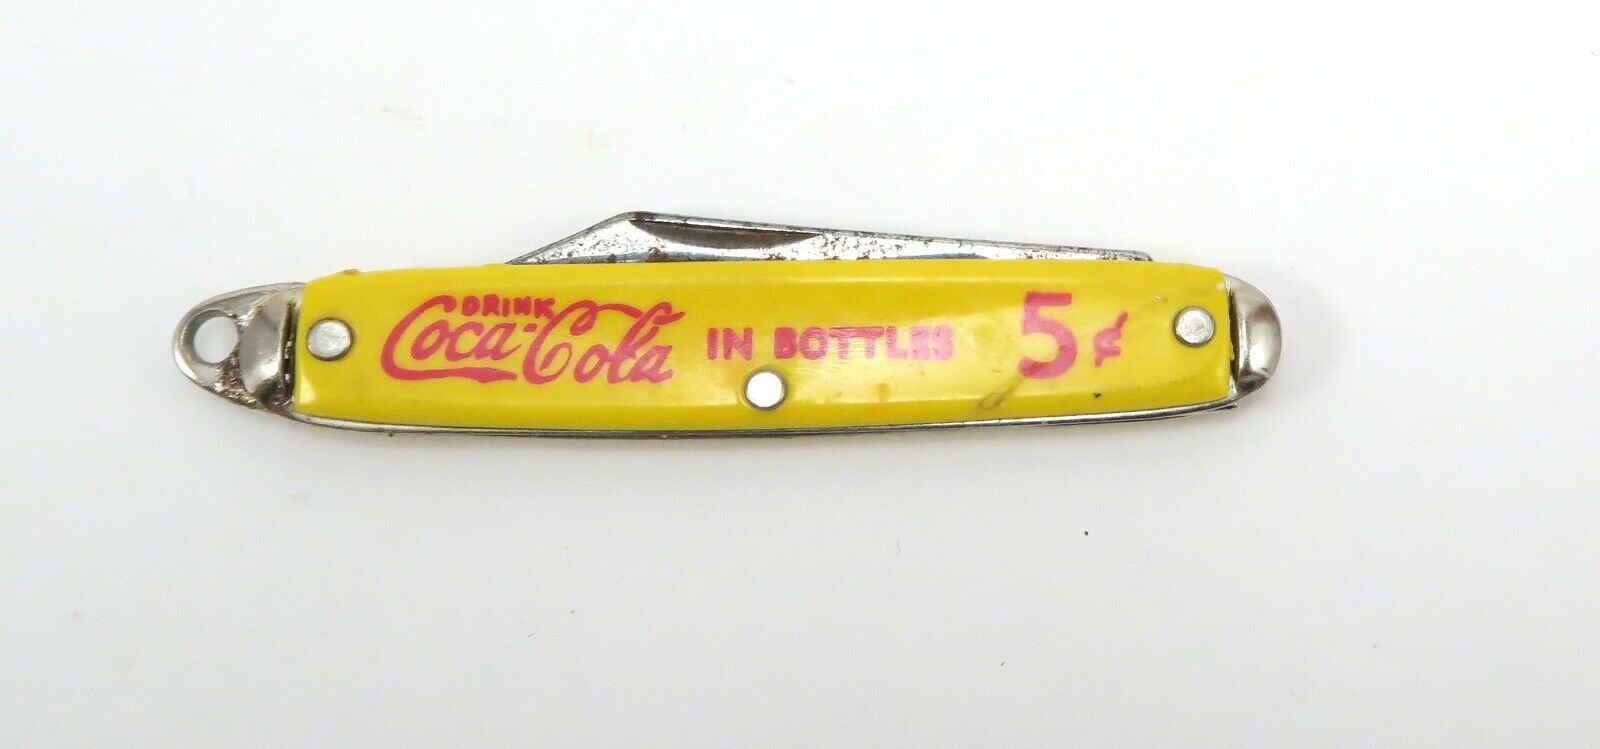 DRINK
Coca-Cola IN BOTTLES 5¢